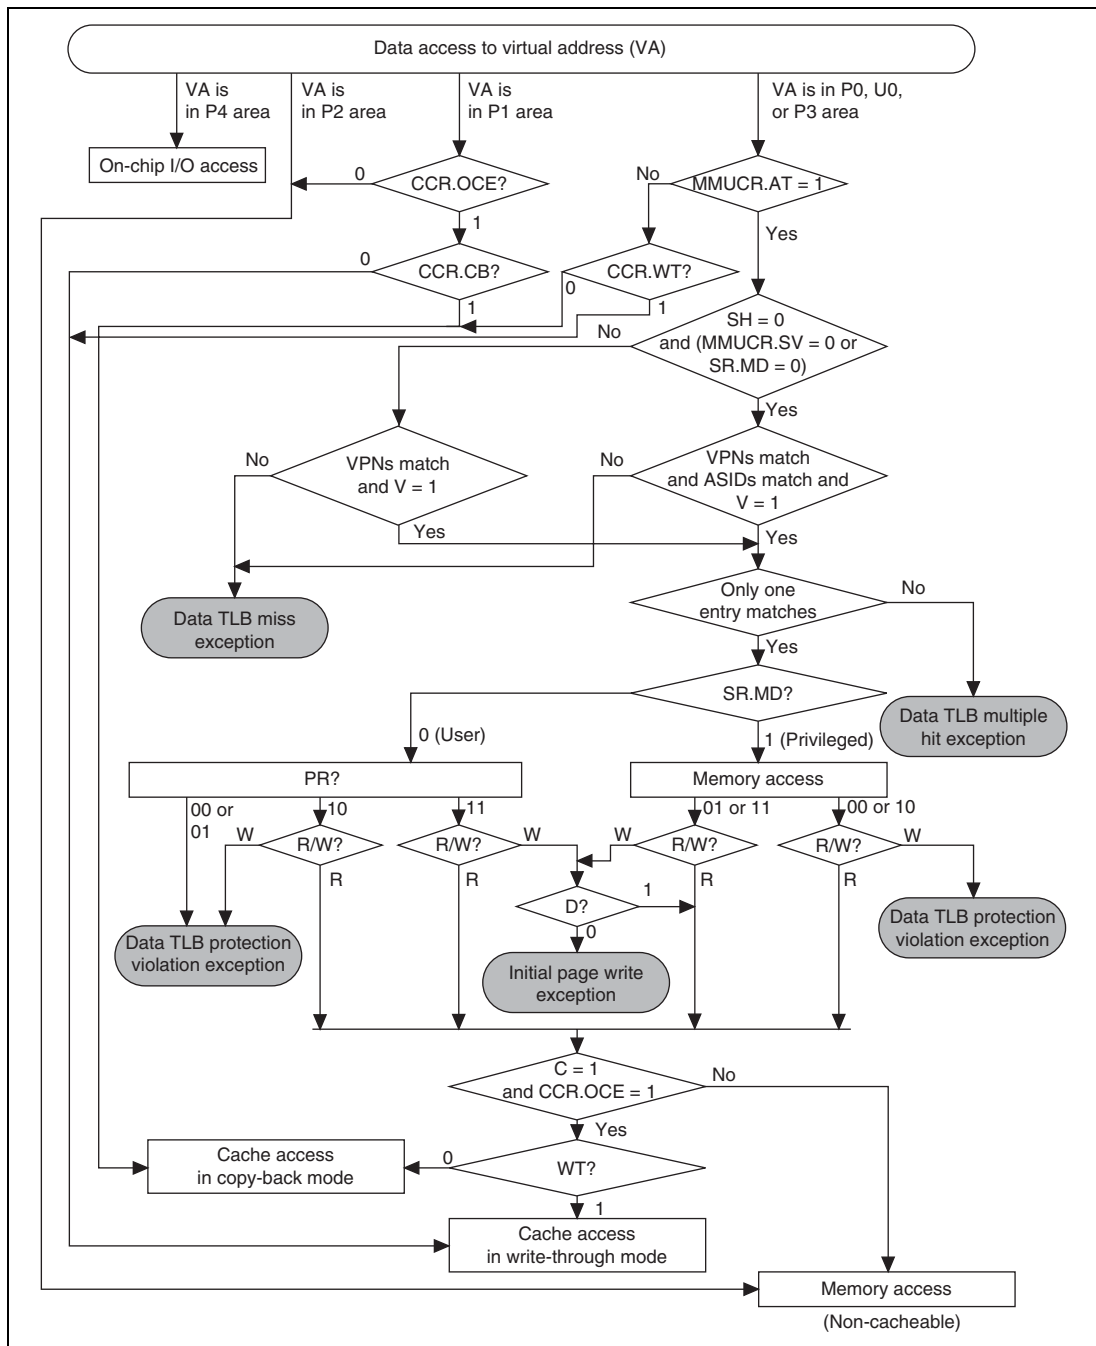 Data access to virtual address (VA)
VA is
in P4 area
VA is
in P2 area
VA is
in P1 area
VA is in P0, U0,
or P3 area
On-chip I/O access
0
CCR.OCE?
No
MMUCR.AT = 1
1
Yes
0
CCR.CB?
CCR.WT?
0
1
1
SH = 0
and (MMUCR.SV = 0 or
SR.MD = 0)
No
Yes
No
VPNs match
and V = 1
No
VPNs match
and ASIDs match and
V = 1
Yes
Yes
Only one
entry matches
No
Data TLB miss
exception
Yes
SR.MD?
Data TLB multiple
hit exception
0 (User)
1 (Privileged)
PR?
Memory access
00 or
01
10
11
01 or 11
00 or 10
W
R/W?
R/W?
W
W
R/W?
R/W?
W
R
R
R
R
D?
1
0
Data TLB protection
violation exception
Initial page write
exception
Data TLB protection
violation exception
C = 1
and CCR.OCE = 1
No
Yes
Cache access
in copy-back mode
0
WT?
1
Cache access
in write-through mode
Memory access
(Non-cacheable)